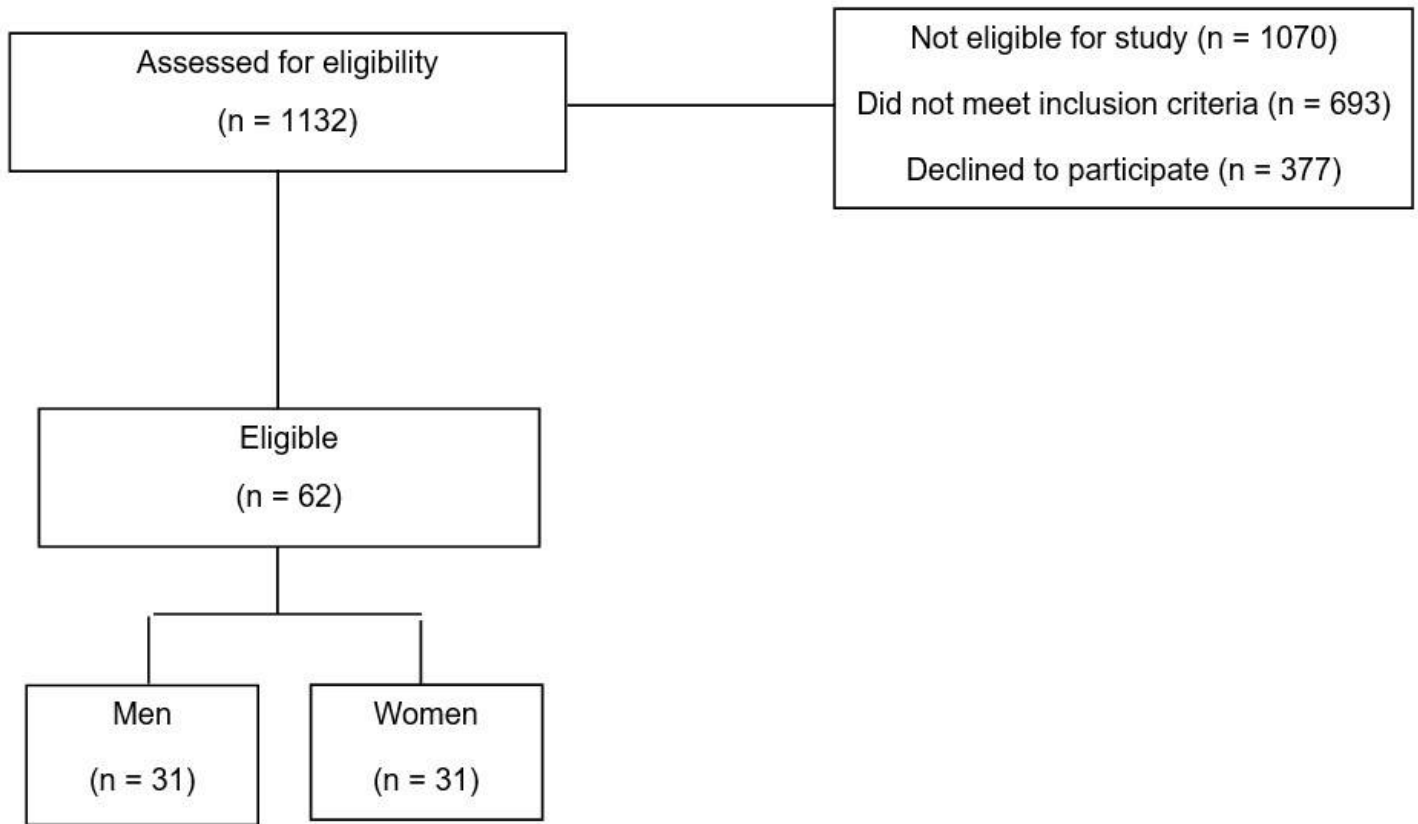 Assessed for eligibility
(n = 1132)
Not eligible for study (n = 1070)
Did not meet inclusion criteria (n = 693)
Declined to participate (n = 377)
Eligible
(n = 62)
Men
(n = 31)
Women
(n = 31)